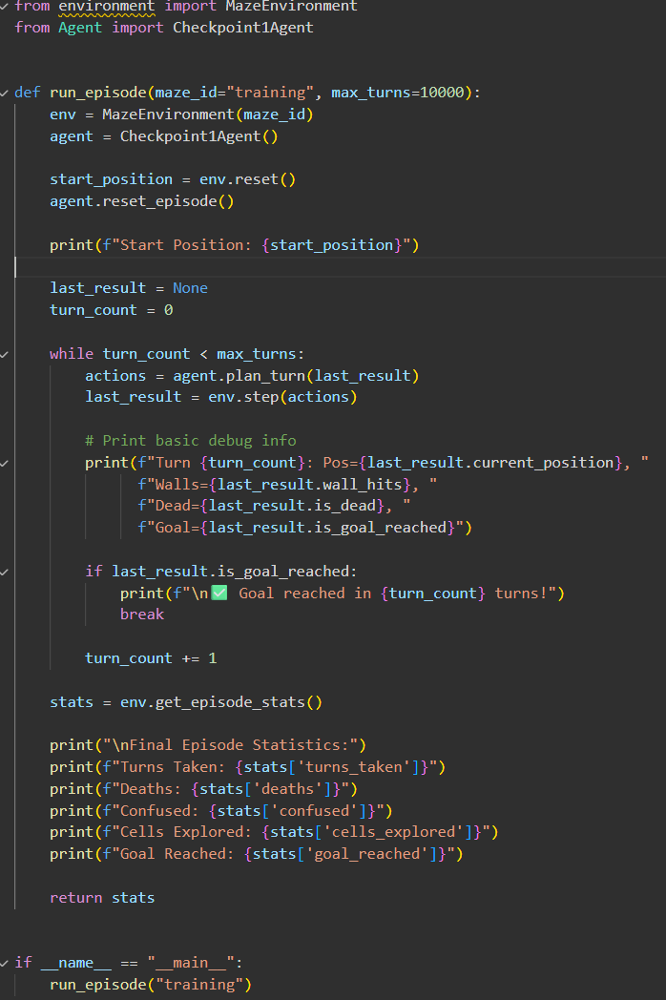 from environment import MazeEnvironment
from Agent import Checkpoint1Agent
def run_episode(maze_id="training", max_turns=10000):
    env = MazeEnvironment(maze_id)
    agent = Checkpoint1Agent()
    start_position = env.reset()
    agent.reset_episode()
    print(f"Start Position: {start_position}")
    last_result = None
    turn_count = 0
    while turn_count < max_turns:
        actions = agent.plan_turn(last_result)
        last_result = env.step(actions)
        # Print basic debug info
        print(f"Turn {turn_count}: Pos={last_result.current_position}, "
              f"Walls={last_result.wall_hits}, "
              f"Dead={last_result.is_dead}, "
              f"Goal={last_result.is_goal_reached}")
        if last_result.is_goal_reached:
            print(f"\n✅ Goal reached in {turn_count} turns!")
            break
        turn_count += 1
    stats = env.get_episode_stats()
    print("\nFinal Episode Statistics:")
    print(f"Turns Taken: {stats['turns_taken']}")
    print(f"Deaths: {stats['deaths']}")
    print(f"Confused: {stats['confused']}")
    print(f"Cells Explored: {stats['cells_explored']}")
    print(f"Goal Reached: {stats['goal_reached']}")
    return stats
if __name__ == "__main__":
    run_episode("training")